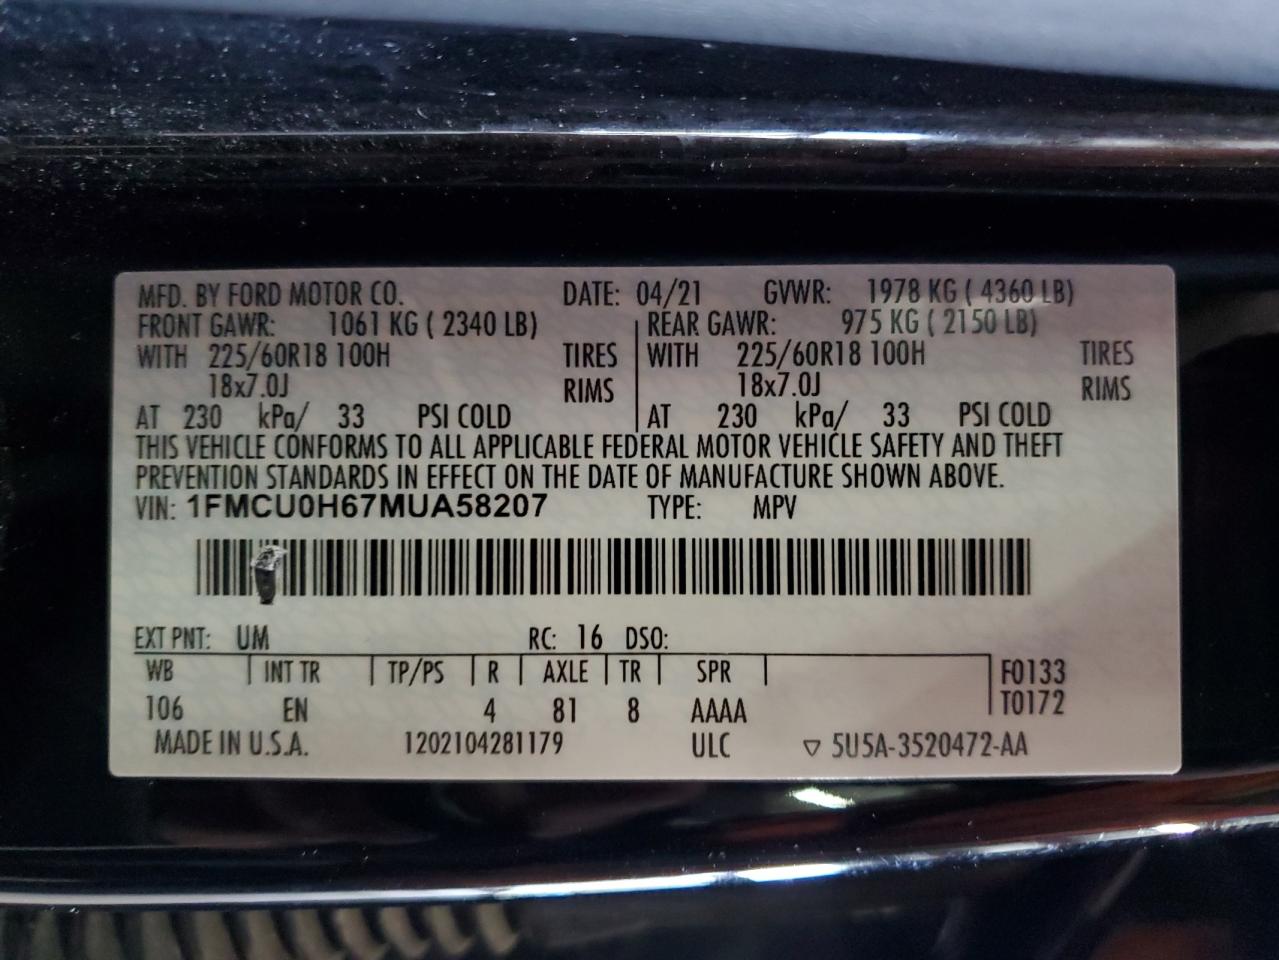 MFD. BY FORD MOTOR CO. DATE: 04/21 GVWR: 1978 KG ( 4360 LB)
FRONT GAWR: 1061 KG ( 2340 LB) REAR GAWR: 975 KG ( 2150 LB)
WITH 225/60R18 100H TIRES WITH 225/60R18 100H TIRES
18x7.0J RIMS 18x7.0J RIMS
AT 230 kPa/ 33 PSI COLD AT 230 kPa/ 33 PSI COLD
THIS VEHICLE CONFORMS TO ALL APPLICABLE FEDERAL MOTOR VEHICLE SAFETY AND THEFT
PREVENTION STANDARDS IN EFFECT ON THE DATE OF MANUFACTURE SHOWN ABOVE.
VIN: 1FMCU0H67MUA58207 TYPE: MPV
EXT PNT: UM RC: 16 DSO:
WB INT TR TP/PS R AXLE TR SPR F0133
106 EN 4 81 8 AAAA T0172
MADE IN U.S.A. 1202104281179 ULC ▽ 5U5A-3520472-AA